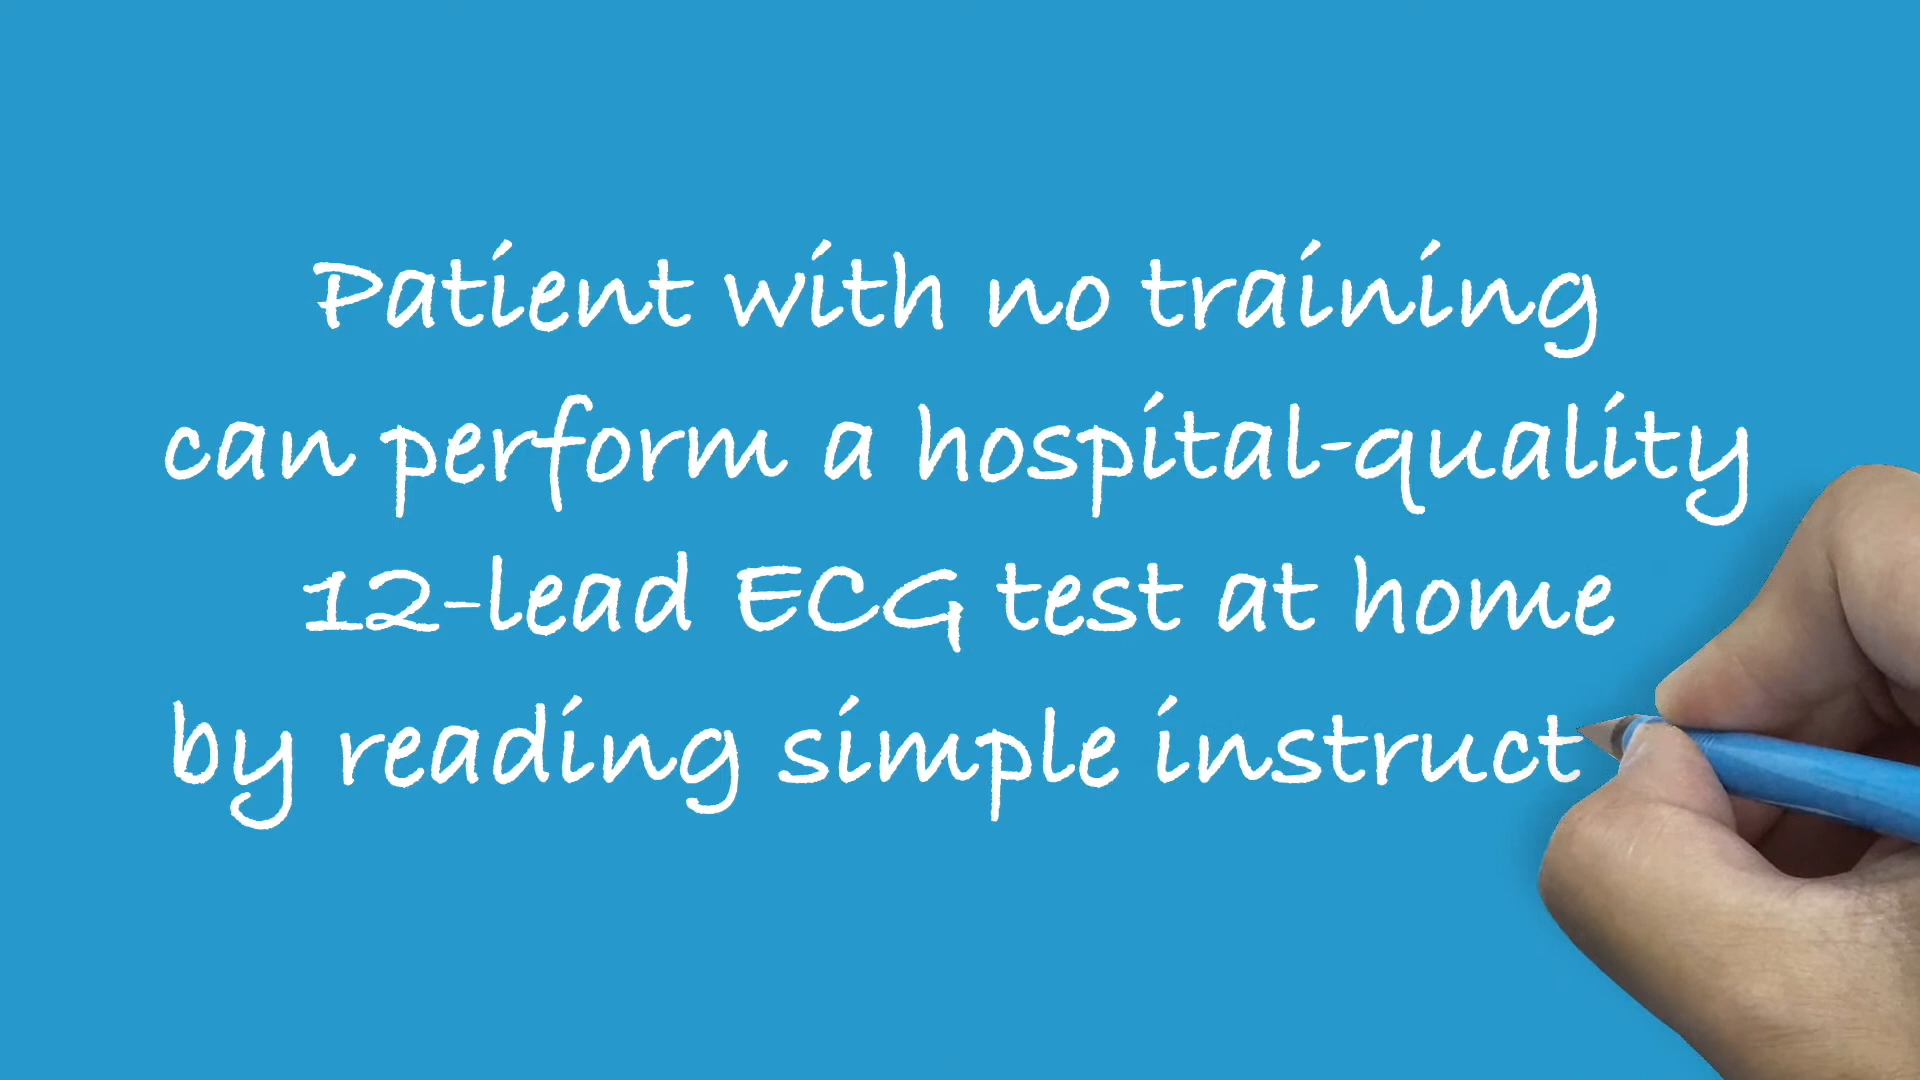 Patient with no training
can perform a hospital-quality
12-lead ECG test at home
by reading simple instruct